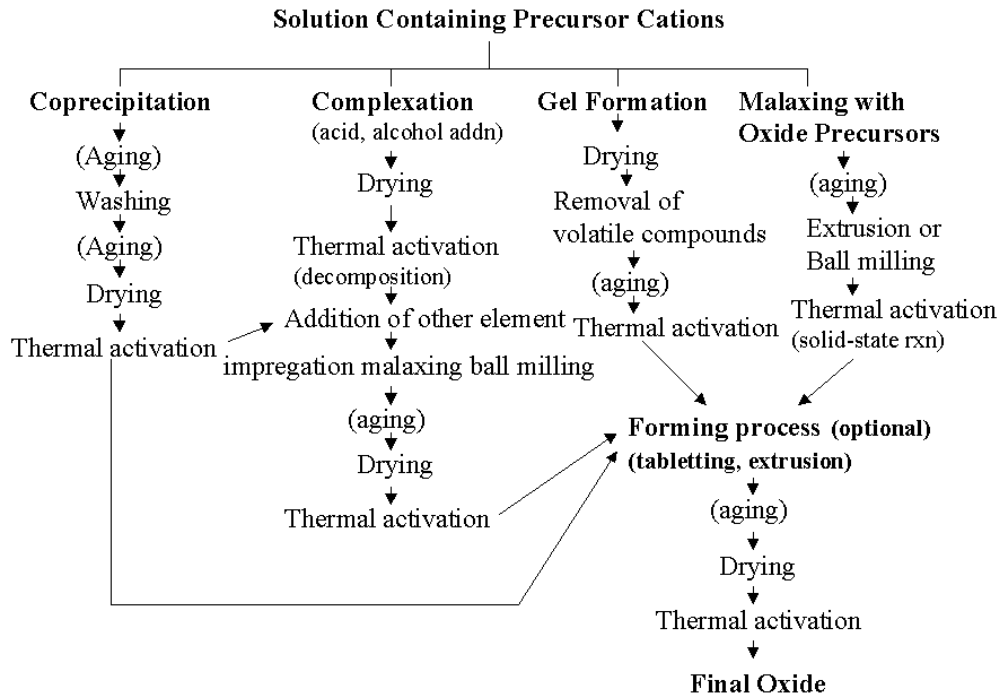 Solution Containing Precursor Cations
Coprecipitation
(Aging)
Washing
(Aging)
Drying
Thermal activation
Complexation
(acid, alcohol addn)
Drying
Thermal activation
(decomposition)
Addition of other element
impregation malaxing ball milling
(aging)
Drying
Thermal activation
Gel Formation
Drying
Removal of
volatile compounds
(aging)
Thermal activation
Malaxing with
Oxide Precursors
(aging)
Extrusion or
Ball milling
Thermal activation
(solid-state rxn)
Forming process (optional)
(tabletting, extrusion)
(aging)
Drying
Thermal activation
Final Oxide